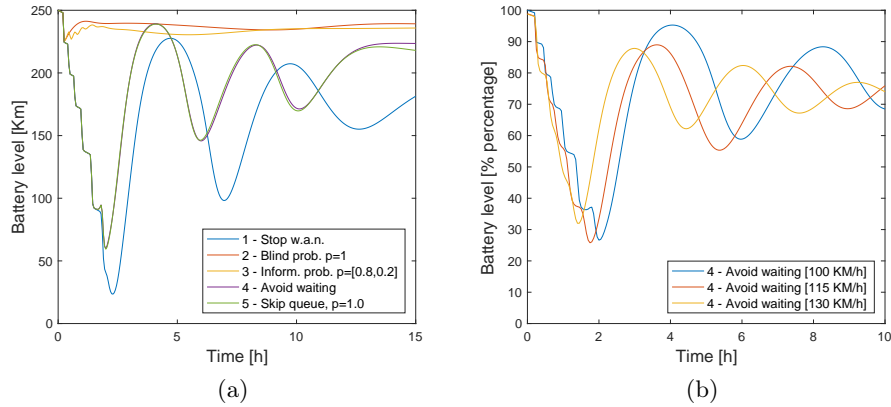 250
200
150
100
50
0
Battery level [Km]
1 - Stop w.a.n.
2 - Blind prob. p=1
3 - Inform. prob. p=[0.8,0.2]
4 - Avoid waiting
5 - Skip queue, p=1.0
0 5 10 15
Time [h]
(a)
100
90
80
70
60
50
40
30
20
10
0
Battery level [% percentage]
4 - Avoid waiting [100 KM/h]
4 - Avoid waiting [115 KM/h]
4 - Avoid waiting [130 KM/h]
0 2 4 6 8 10
Time [h]
(b)